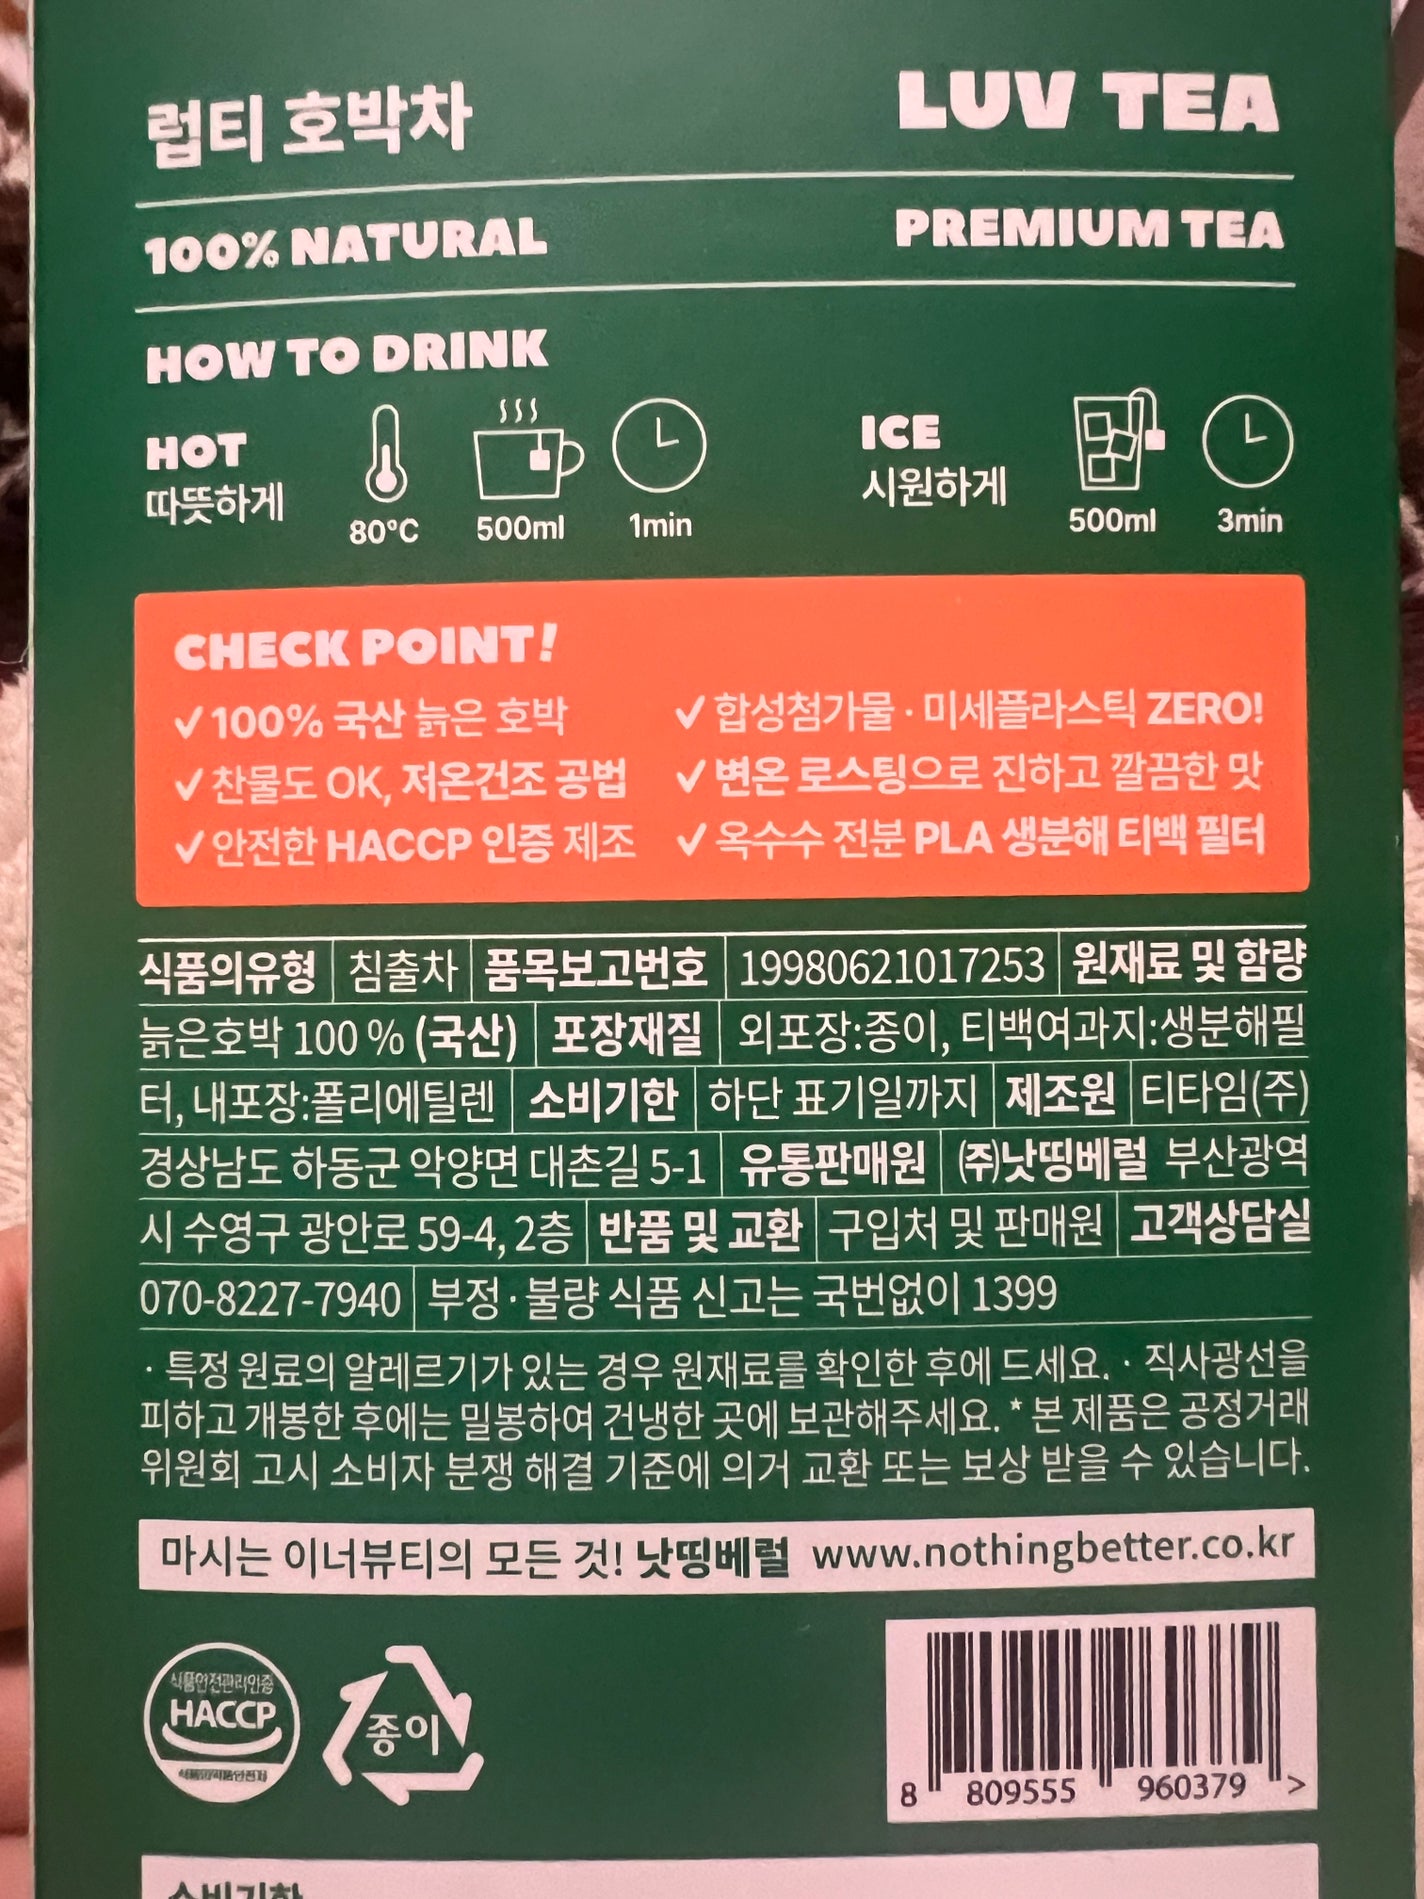 럽티 호박차
LUV TEA
100% NATURAL
PREMIUM TEA
HOW TO DRINK
HOT
따뜻하게
80°C
500ml
1min
ICE
시원하게
500ml
3min
CHECK POINT!
✓ 100% 국산 늙은 호박
✓ 합성첨가물 · 미세플라스틱 ZERO!
✓ 찬물도 OK, 저온건조 공법
✓ 변온 로스팅으로 진하고 깔끔한 맛
✓ 안전한 HACCP 인증 제조
✓ 옥수수 전분 PLA 생분해 티백 필터
식품의유형 침출차 품목보고번호 19980621017253 원재료 및 함량
늙은호박 100 % (국산) 포장재질 외포장:종이, 티백여과지:생분해필
터, 내포장:폴리에틸렌 소비기한 하단 표기일까지 제조원 티타임(주)
경상남도 하동군 악양면 대촌길 5-1 유통판매원 ㈜낫띵베럴 부산광역
시 수영구 광안로 59-4, 2층 반품 및 교환 구입처 및 판매원 고객상담실
070-8227-7940 부정 · 불량 식품 신고는 국번없이 1399
· 특정 원료의 알레르기가 있는 경우 원재료를 확인한 후에 드세요. · 직사광선을
피하고 개봉한 후에는 밀봉하여 건냉한 곳에 보관해주세요. * 본 제품은 공정거래
위원회 고시 소비자 분쟁 해결 기준에 의거 교환 또는 보상 받을 수 있습니다.
마시는 이너뷰티의 모든 것! 낫띵베럴 www.nothingbetter.co.kr
식품안전관리인증
HACCP
종이
8 809555 960379 >
소비기한